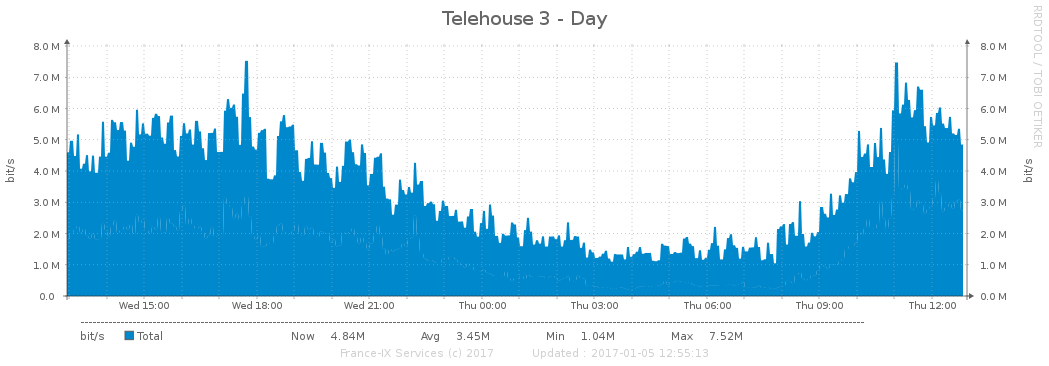 Telehouse 3 - Day
RRDTOOL / TOBI OETIKER
bit/s
8.0 M 8.0 M
7.0 M 7.0 M
6.0 M 6.0 M
5.0 M 5.0 M
4.0 M 4.0 M
3.0 M 3.0 M
2.0 M 2.0 M
1.0 M 1.0 M
0.0 0.0 M
bit/s
Wed 15:00 Wed 18:00 Wed 21:00 Thu 00:00 Thu 03:00 Thu 06:00 Thu 09:00 Thu 12:00
bit/s Total Now 4.84M Avg 3.45M Min 1.04M Max 7.52M
France-IX Services (c) 2017 Updated : 2017-01-05 12:55:13